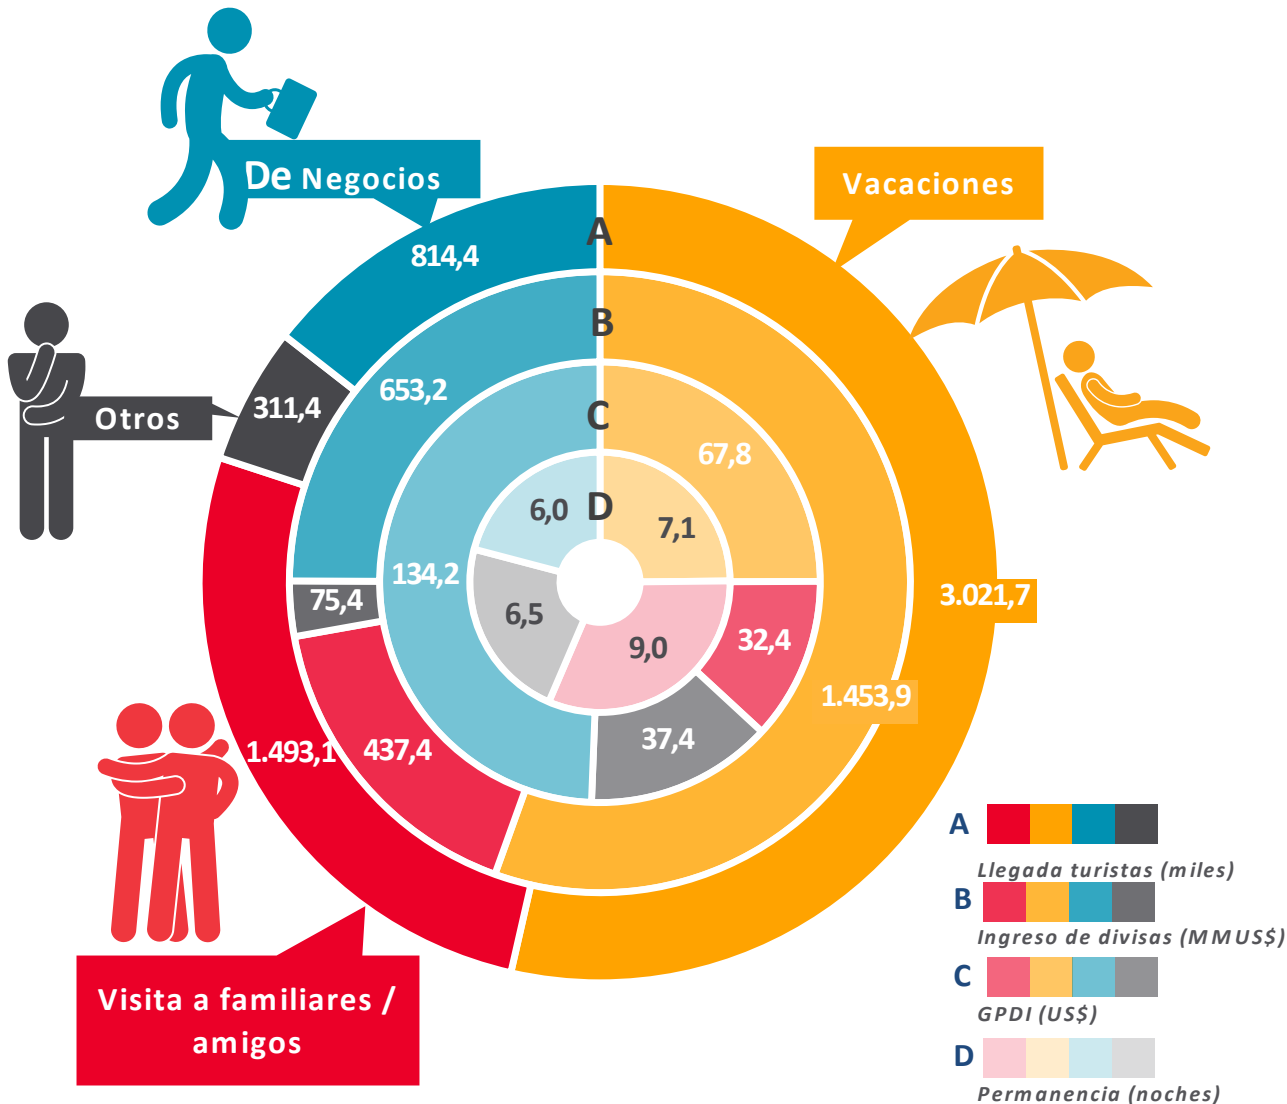 De Negocios
Vacaciones
A
814,4
B
653,2
Otros
311,4
C
67,8
D
6,0
7,1
134,2
75,4
6,5
9,0
32,4
3.021,7
1.453,9
37,4
1.493,1
437,4
Visita a familiares /
amigos
A
Llegada turistas (miles)
B
Ingreso de divisas (MMUS$)
C
GPDI (US$)
D
Permanencia (noches)